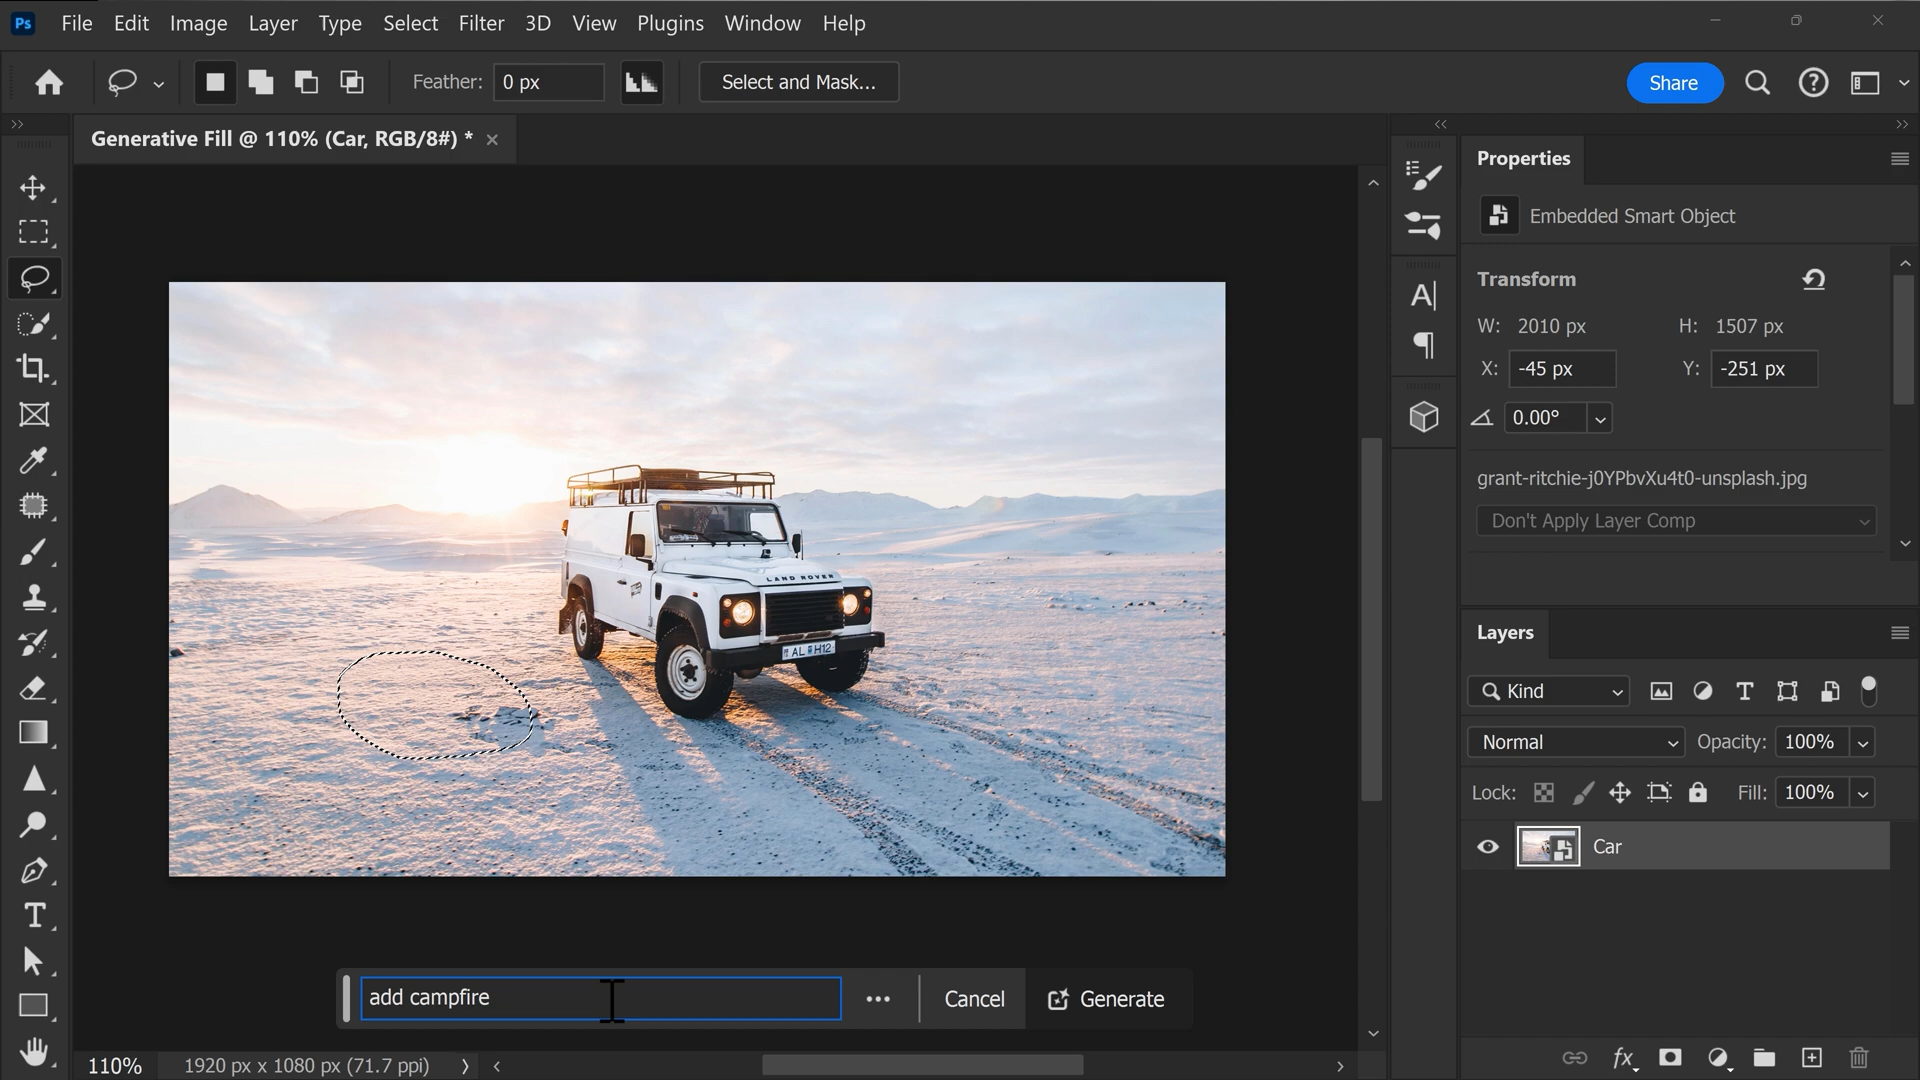 Ps File Edit Image Layer Type Select Filter 3D View Plugins Window Help
Feather: 0 px Select and Mask... Share
Generative Fill @ 110% (Car, RGB/8#) *
Properties
Embedded Smart Object
Transform
W: 2010 px H: 1507 px
X: -45 px Y: -251 px
0.00°
grant-ritchie-j0YPbvXu4t0-unsplash.jpg
Don't Apply Layer Comp
LAND ROVER
AL H12
Layers
Kind
Normal Opacity: 100%
Lock: Fill: 100%
Car
add campfire Cancel Generate
110% 1920 px x 1080 px (71.7 ppi)
fx